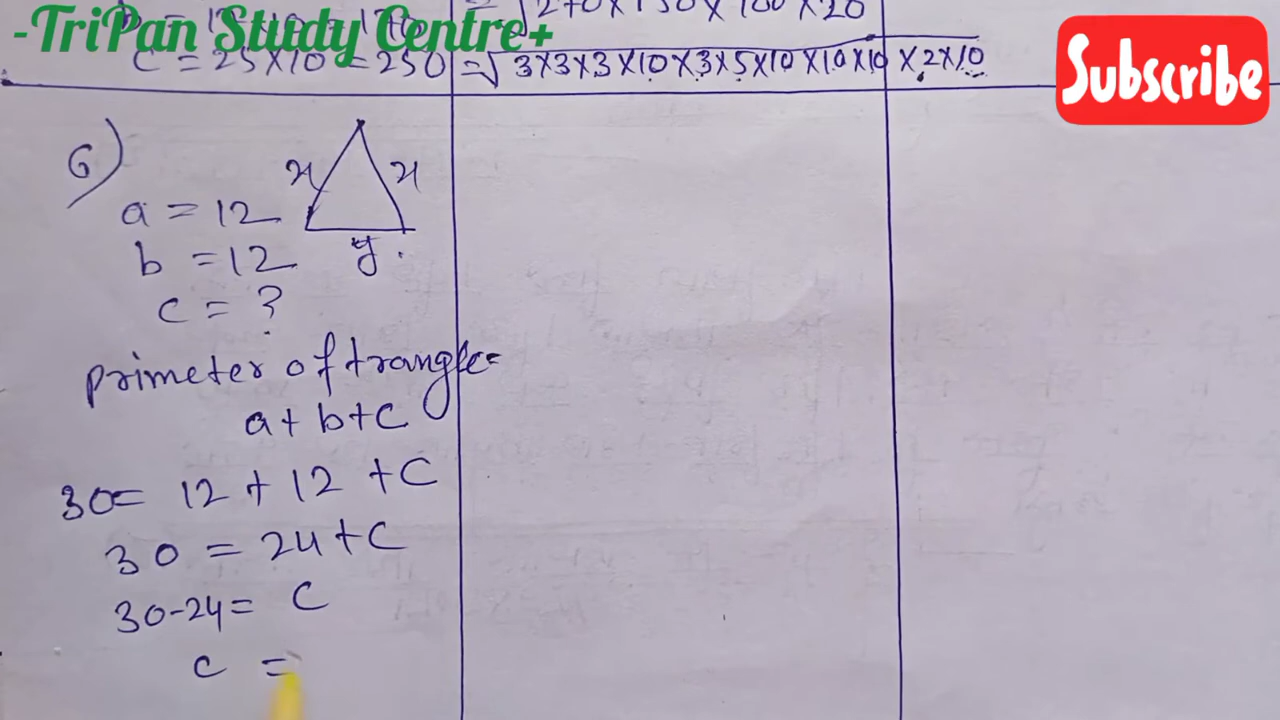 -TriPan Study Centre+
c = 25×10 = 250
=√3×3×3×10×3×5×10×10×10×2×10
Subscribe
6)
x x
y.
a = 12
b = 12
c = ?
primeter of trangle=
a+b+c
30= 12 + 12 + C
30 = 24+C
30-24= C
c =